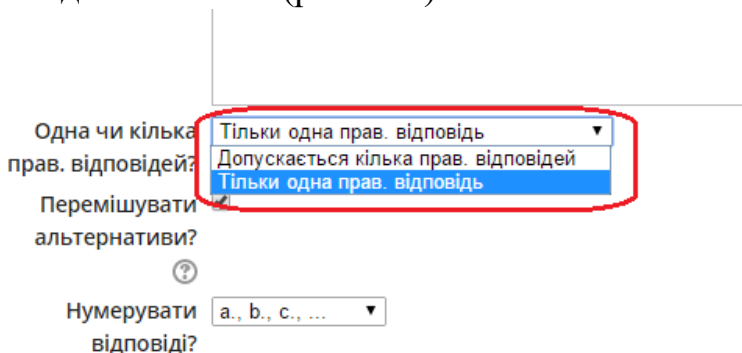 Одна чи кілька Тільки одна прав. відповідь
прав. відповідей? Допускається кілька прав. відповідей
Тільки одна прав. відповідь
Перемішувати
альтернативи?
?
Нумерувати a., b., c., ...
відповіді?